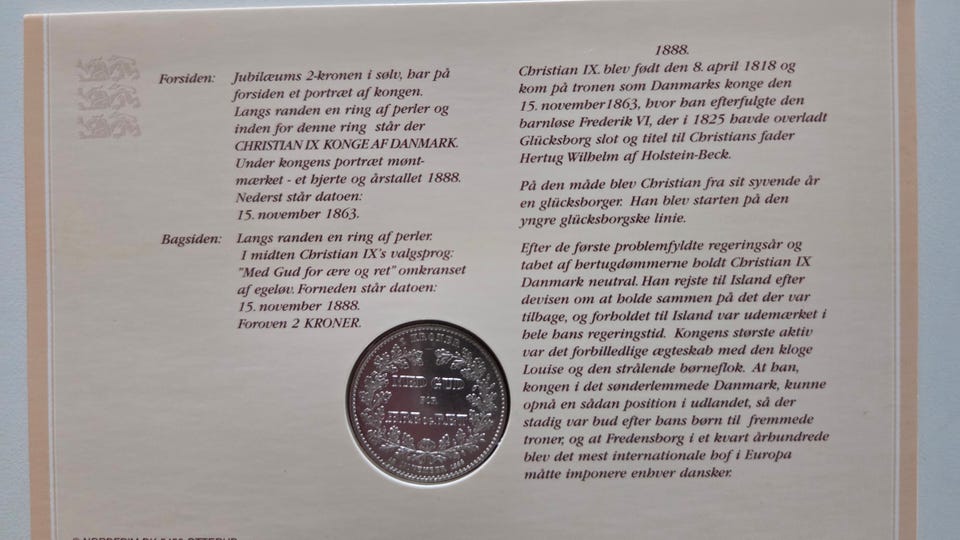 Forsiden: Jubilæums 2-kronen i sølv, har på
forsiden et portræt af kongen.
Langs randen en ring af perler og
inden for denne ring står der
CHRISTIAN IX KONGE AF DANMARK.
Under kongens portræt mønt-
mærket - et hjerte og årstallet 1888.
Nederst står datoen:
15. november 1863.
Bagsiden: Langs randen en ring af perler.
I midten Christian IX's valgsprog:
"Med Gud for ære og ret" omkranset
af egeløv. Forneden står datoen:
15. november 1888.
Foroven 2 KRONER.
1888.
Christian IX. blev født den 8. april 1818 og
kom på tronen som Danmarks konge den
15. november1863, hvor han efterfulgte den
barnløse Frederik VI, der i 1825 havde overladt
Glücksborg slot og titel til Christians fader
Hertug Wilhelm af Holstein-Beck.
På den måde blev Christian fra sit syvende år
en glücksborger. Han blev starten på den
yngre glücksborgske linie.
Efter de første problemfyldte regeringsår og
tabet af hertugdømmerne holdt Christian IX
Danmark neutral. Han rejste til Island efter
devisen om at holde sammen på det der var
tilbage, og forholdet til Island var udemærket i
hele hans regeringstid. Kongens største aktiv
var det forbilledlige ægteskab med den kloge
Louise og den strålende børneflok. At han,
kongen i det sønderlemmede Danmark, kunne
opnå en sådan position i udlandet, så der
stadig var bud efter hans børn til fremmede
troner, og at Fredensborg i et kvart århundrede
blev det mest internationale hof i Europa
måtte imponere enhver dansker.
2 KRONER
MED GUD
FOR
ÆRE OG RET
NOVEMBER